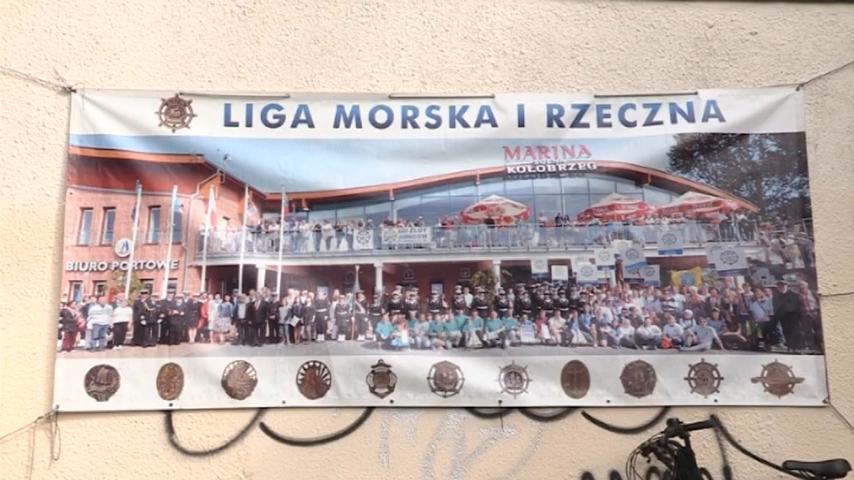 LIGA MORSKA I RZECZNA
MARINA
KOŁOBRZEG
BIURO PORTOWE